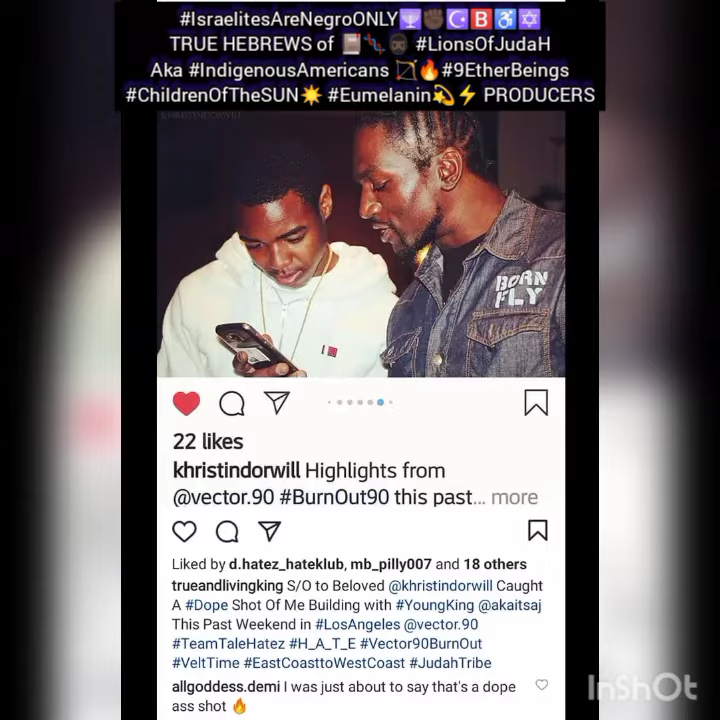 #IsraelitesAreNegroONLY🕎✊🏿☪️🅱️♿✡️
TRUE HEBREWS of 📔🧬🧔🏿 #LionsOfJudaH
Aka #IndigenousAmericans 🏹🔥#9EtherBeings
#ChildrenOfTheSUN☀️ #Eumelanin💫⚡ PRODUCERS
KHRISTINDORWILL
BORN
FLY
22 likes
khristindorwill Highlights from
@vector.90 #BurnOut90 this past... more
Liked by d.hatez_hateklub, mb_pilly007 and 18 others
trueandlivingking S/O to Beloved @khristindorwill Caught
A #Dope Shot Of Me Building with #YoungKing @akaitsaj
This Past Weekend in #LosAngeles @vector.90
#TeamTaleHatez #H_A_T_E #Vector90BurnOut
#VeltTime #EastCoasttoWestCoast #JudahTribe
allgoddess.demi I was just about to say that's a dope
ass shot 🔥
InShOt